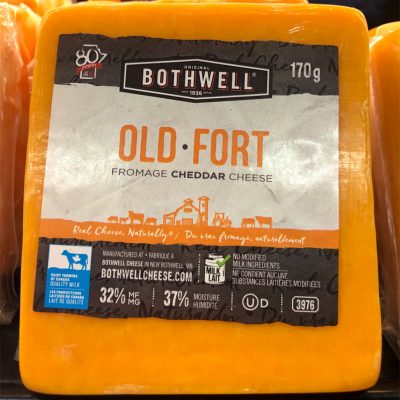 80
YEARS
ORIGINAL
BOTHWELL®
1936
170 g
OLD · FORT
FROMAGE CHEDDAR CHEESE
Real Cheese, Naturally® / Du vrai fromage, naturellement
DAIRY FARMERS
OF CANADA
QUALITY MILK
LES PRODUCTEURS
LAITIERS DU CANADA
LAIT DE QUALITÉ
MANUFACTURED AT • FABRIQUÉ À
BOTHWELL CHEESE IN NEW BOTHWELL MB
BOTHWELLCHEESE.COM
MILK
LAIT
NO MODIFIED
MILK INGREDIENTS
NE CONTIENT AUCUNE
SUBSTANCES LAITIÈRES MODIFIÉES
32% MF
MG
37% MOISTURE
HUMIDITÉ
U D
3976